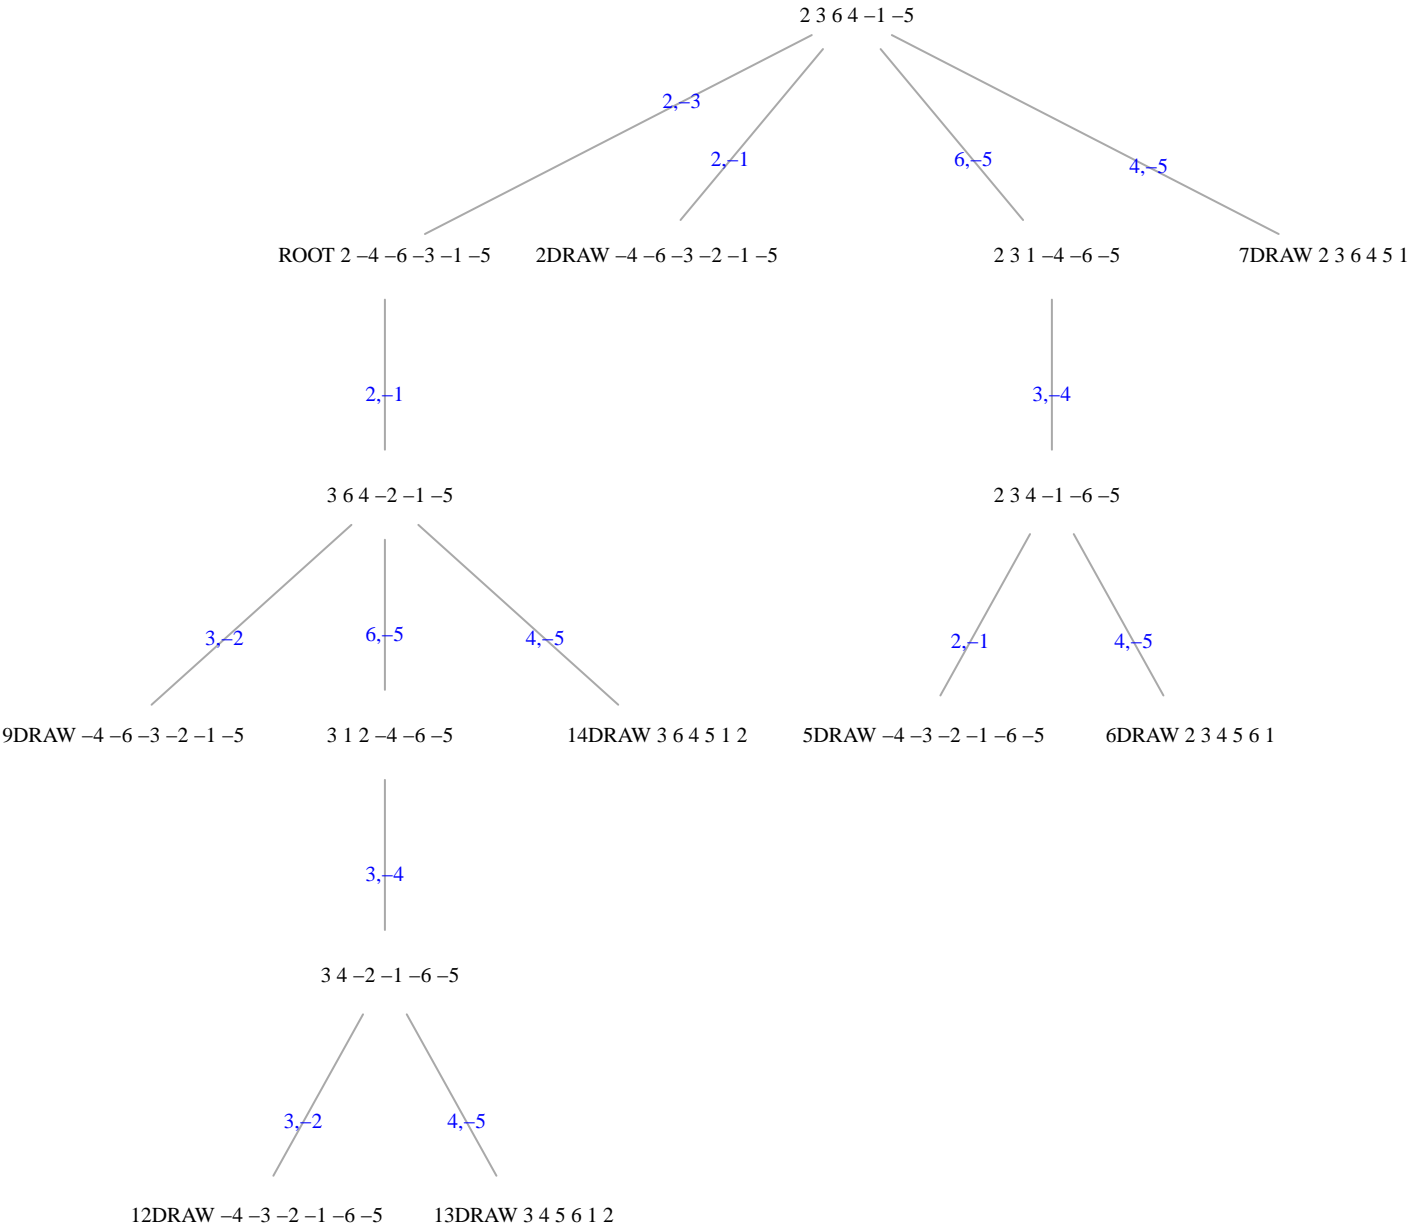 2 3 6 4 –1 –5
2,–3
2,–1
6,–5
4,–5
ROOT 2 –4 –6 –3 –1 –5
2DRAW –4 –6 –3 –2 –1 –5
2 3 1 –4 –6 –5
7DRAW 2 3 6 4 5 1
2,–1
3,–4
3 6 4 –2 –1 –5
2 3 4 –1 –6 –5
3,–2
6,–5
4,–5
2,–1
4,–5
9DRAW –4 –6 –3 –2 –1 –5
3 1 2 –4 –6 –5
14DRAW 3 6 4 5 1 2
5DRAW –4 –3 –2 –1 –6 –5
6DRAW 2 3 4 5 6 1
3,–4
3 4 –2 –1 –6 –5
3,–2
4,–5
12DRAW –4 –3 –2 –1 –6 –5
13DRAW 3 4 5 6 1 2